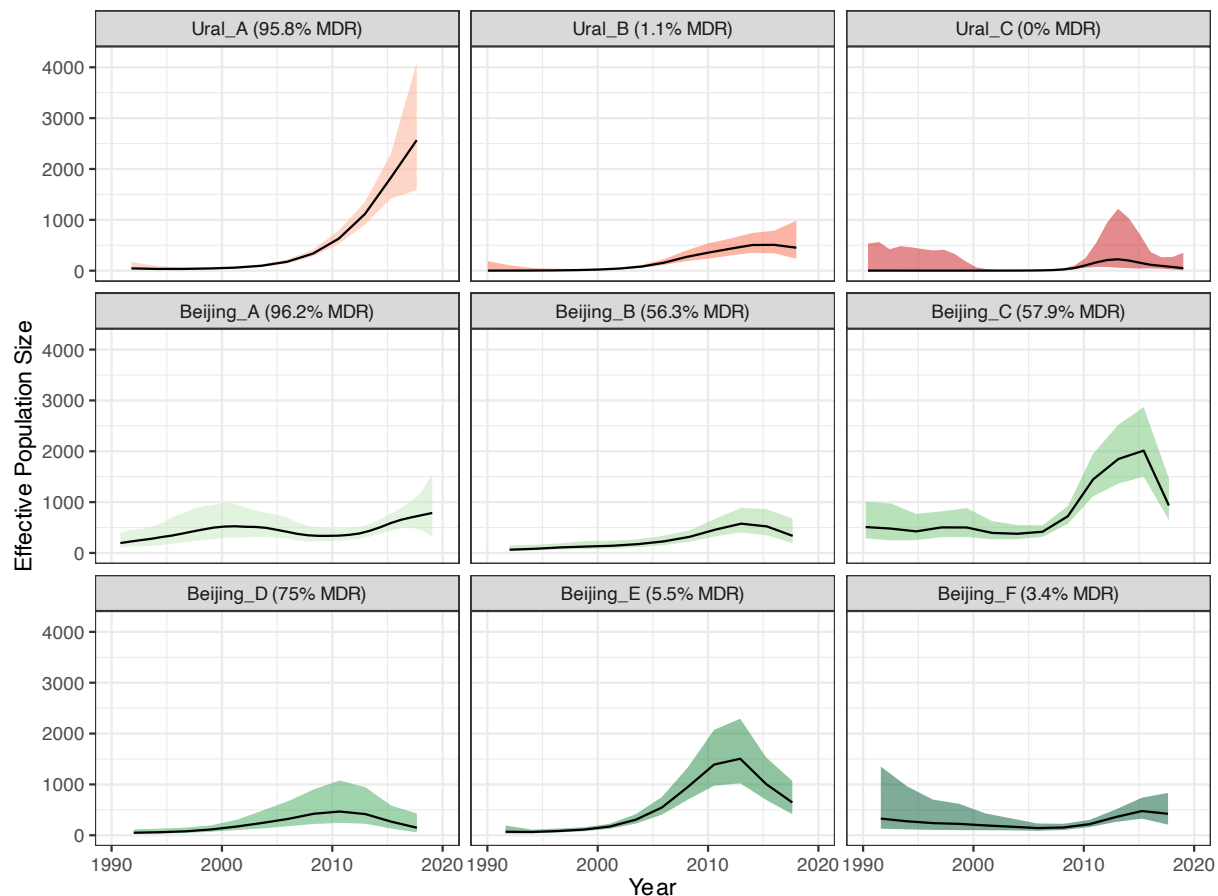 Ural_A (95.8% MDR)
Ural_B (1.1% MDR)
Ural_C (0% MDR)
4000
3000
2000
1000
0
Beijing_A (96.2% MDR)
Beijing_B (56.3% MDR)
Beijing_C (57.9% MDR)
4000
3000
2000
1000
0
Beijing_D (75% MDR)
Beijing_E (5.5% MDR)
Beijing_F (3.4% MDR)
4000
3000
2000
1000
0
1990 2000 2010 2020
1990 2000 2010 2020
1990 2000 2010 2020
Effective Population Size
Year